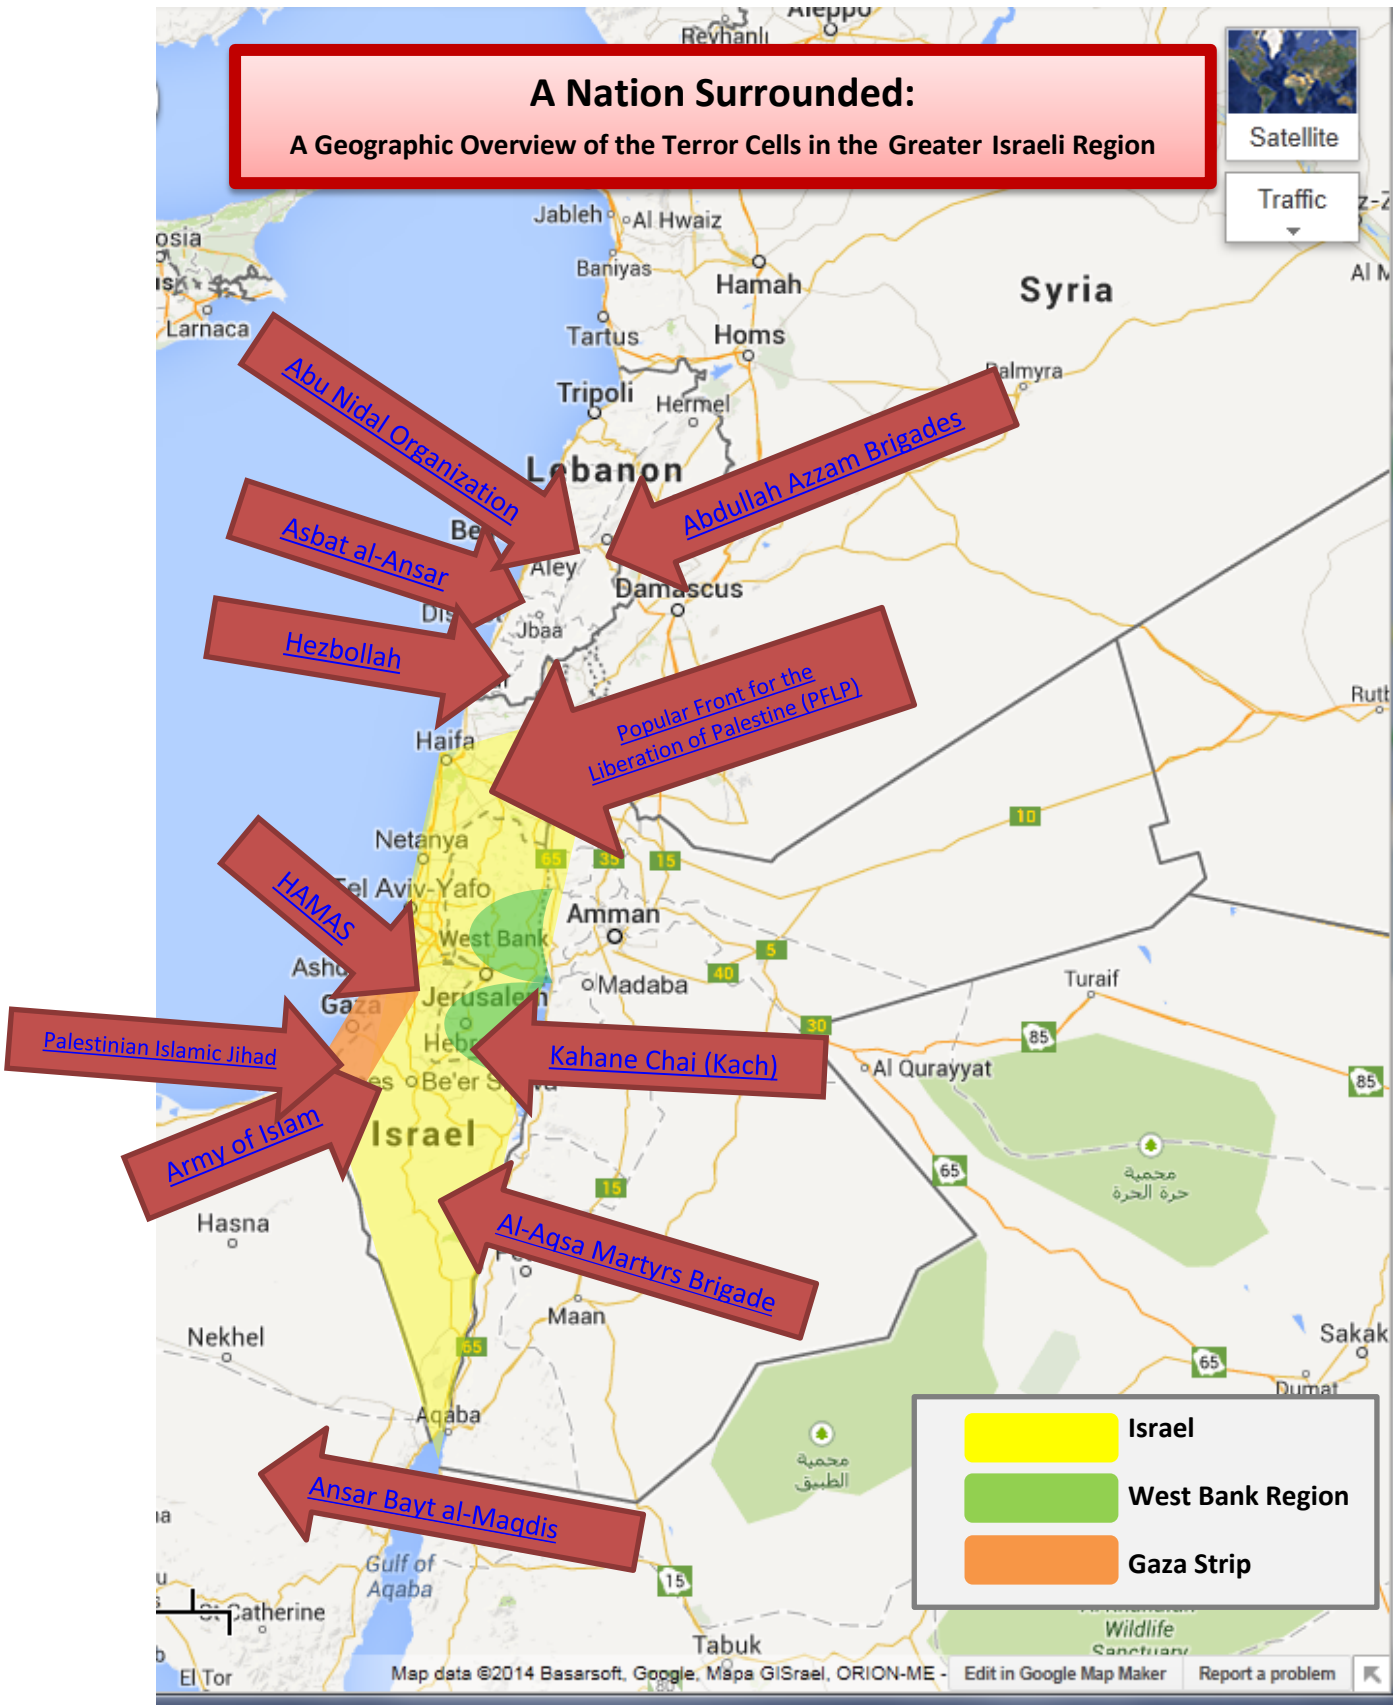 Aleppo
Reyhanlı
A Nation Surrounded:
A Geographic Overview of the Terror Cells in the Greater Israeli Region
Satellite
Traffic
Jableh
Al Hwaiz
Baniyas
Hamah
Syria
Larnaca
Tartus
Homs
Palmyra
Tripoli
Hermel
Abu Nidal Organization
Lebanon
Abdullah Azzam Brigades
Asbat al-Ansar
Aley
Damascus
Jbaa
Hezbollah
Popular Front for the
Liberation of Palestine (PFLP)
Haifa
10
Netanya
65
35
15
HAMAS
Tel Aviv-Yafo
Amman
West Bank
5
40
Turaif
Madaba
Gaza
Jerusalem
30
85
Palestinian Islamic Jihad
Kahane Chai (Kach)
Al Qurayyat
85
Be'er
Army of Islam
Israel
65
محمية
حرة الحرة
15
Hasna
Al-Aqsa Martyrs Brigade
Maan
Nekhel
65
65
Dumat
Aqaba
محمية
الطبيق
Israel
West Bank Region
Gaza Strip
Ansar Bayt al-Maqdis
Gulf of
Aqaba
15
St Catherine
Wildlife
Sanctuary
Tabuk
El Tor
80
Map data ©2014 Basarsoft, Google, Mapa GISrael, ORION-ME -
Edit in Google Map Maker
Report a problem